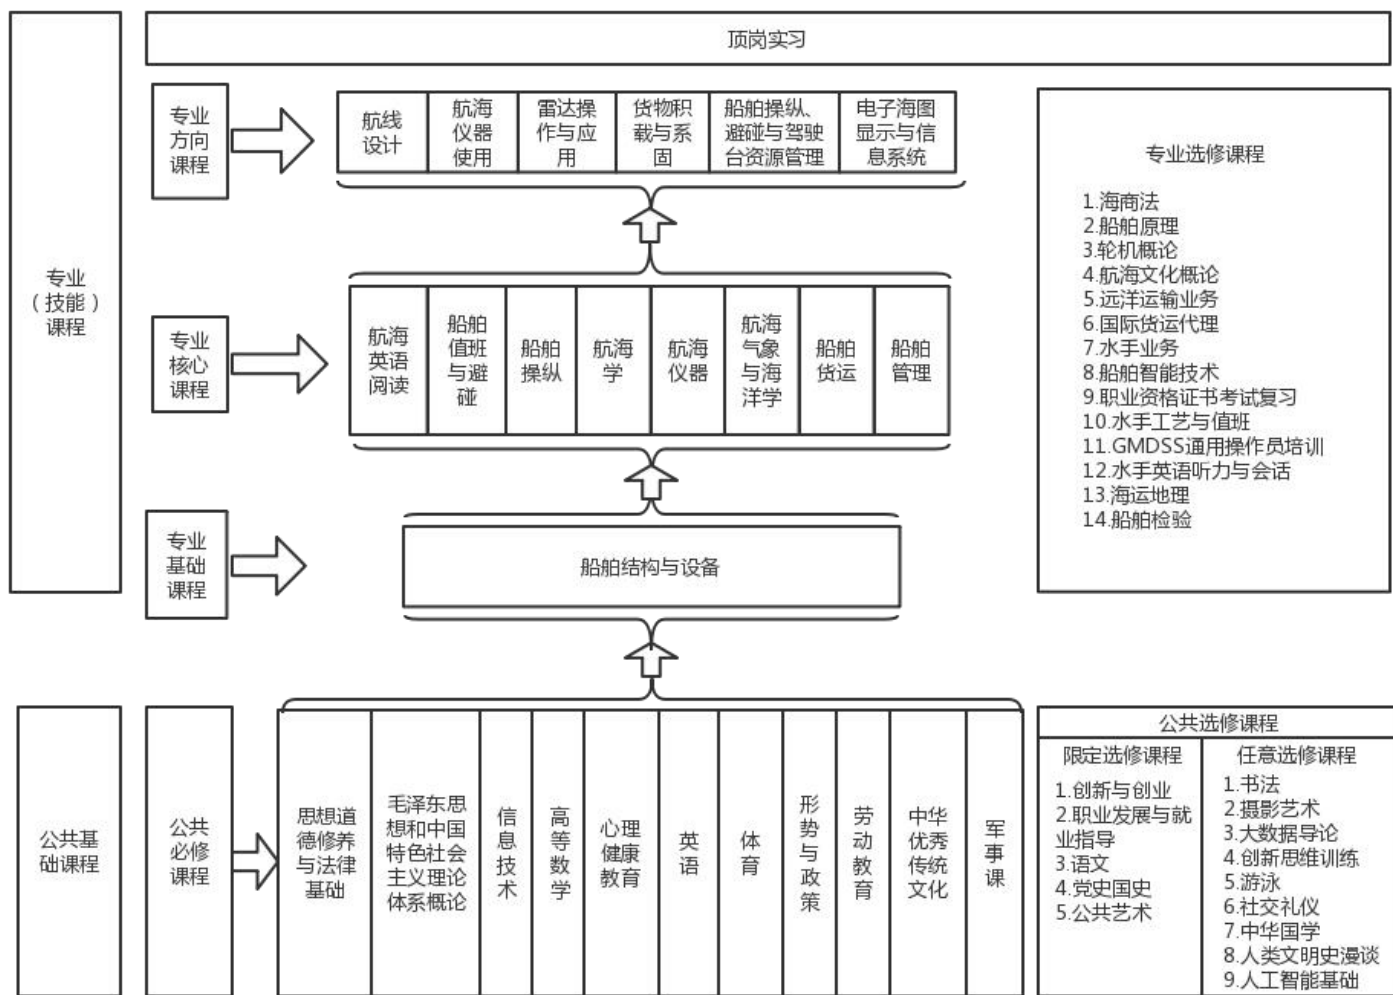 顶岗实习
专业
（技能）
课程
专业
方向
课程
航线
设计
航海
仪器
使用
雷达操
作与应
用
货物积
载与系
固
船舶操纵、
避碰与驾驶
台资源管理
电子海图
显示与信
息系统
专业
核心
课程
航海
英语
阅读
船舶
值班
与避
碰
船舶
操纵
航海
学
航海
仪器
航海
气象
与海
洋学
船舶
货运
船舶
管理
专业
基础
课程
船舶结构与设备
专业选修课程
1.海商法
2.船舶原理
3.轮机概论
4.航海文化概论
5.远洋运输业务
6.国际货运代理
7.水手业务
8.船舶智能技术
9.职业资格证书考试复习
10.水手工艺与值班
11.GMDSS通用操作员培训
12.水手英语听力与会话
13.海运地理
14.船舶检验
公共基
础课程
公共
必修
课程
思想道
德修养
与法律
基础
毛泽东思
想和中国
特色社会
主义理论
体系概论
信
息
技
术
高
等
数
学
心理
健康
教育
英
语
体
育
形
势
与
政
策
劳
动
教
育
中华
优秀
传统
文化
军
事
课
公共选修课程
限定选修课程
1.创新与创业
2.职业发展与就
业指导
3.语文
4.党史国史
5.公共艺术
任意选修课程
1.书法
2.摄影艺术
3.大数据导论
4.创新思维训练
5.游泳
6.社交礼仪
7.中华国学
8.人类文明史漫谈
9.人工智能基础